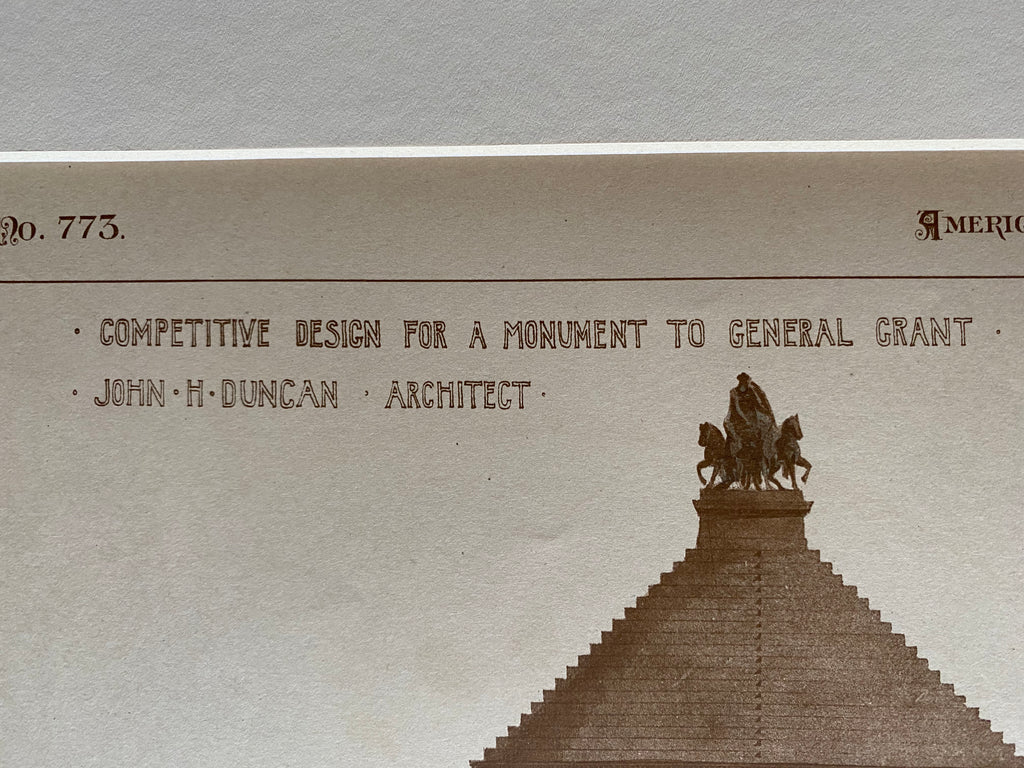 No. 773.
AMERIC
· COMPETITIVE DESIGN FOR A MONUMENT TO GENERAL GRANT ·
· JOHN · H · DUNCAN , ARCHITECT ·